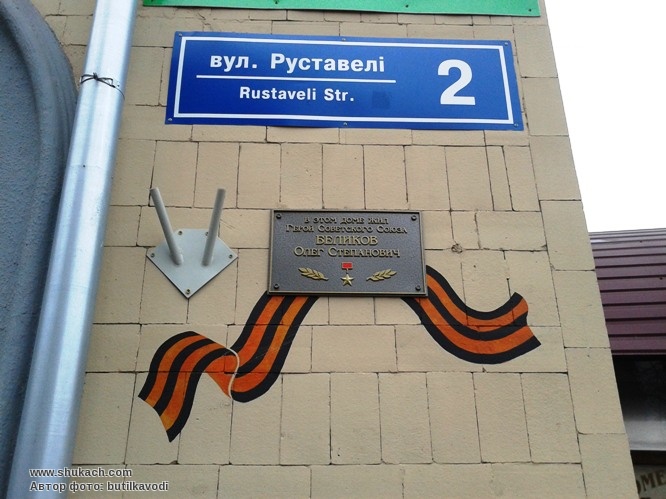 вул. Руставелі
Rustaveli Str.
2
В ЭТОМ ДОМЕ ЖИЛ
ГЕРОЙ СОВЕТСКОГО СОЮЗА
БЕЛИКОВ
ОЛЕГ СТЕПАНОВИЧ
www.shukach.com
Автор фото: butilkavodi